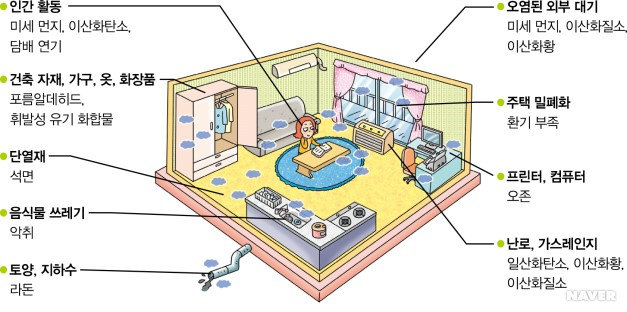 인간 활동
미세 먼지, 이산화탄소,
담배 연기
건축 자재, 가구, 옷, 화장품
포름알데히드,
휘발성 유기 화합물
단열재
석면
음식물 쓰레기
악취
토양, 지하수
라돈
오염된 외부 대기
미세 먼지, 이산화질소,
이산화황
주택 밀폐화
환기 부족
프린터, 컴퓨터
오존
난로, 가스레인지
일산화탄소, 이산화황,
이산화질소
NAVER